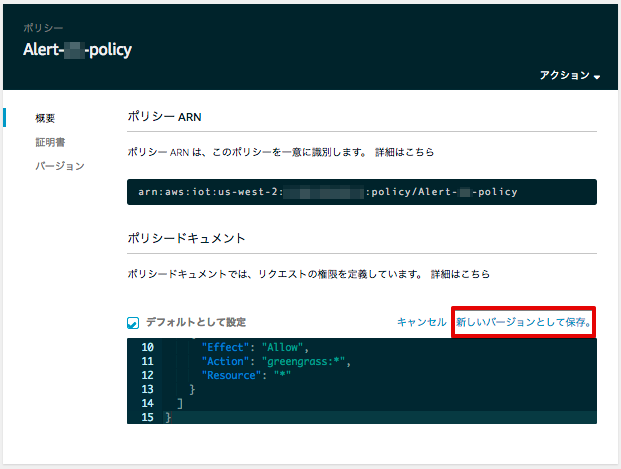 ポリシー
Alert- -policy
アクション
概要
証明書
バージョン
ポリシー ARN
ポリシー ARN は、このポリシーを一意に識別します。 詳細はこちら
arn:aws:iot:us-west-2: :policy/Alert- -policy
ポリシードキュメント
ポリシードキュメントでは、リクエストの権限を定義しています。 詳細はこちら
デフォルトとして設定 キャンセル 新しいバージョンとして保存。
10 "Effect": "Allow",
11 "Action": "greengrass:*",
12 "Resource": "*"
13 }
14 ]
15 }